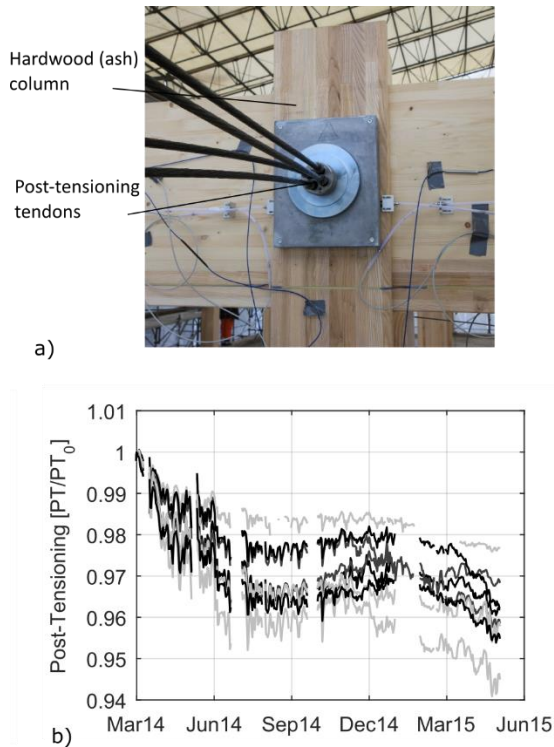 Hardwood (ash)
column
Post-tensioning
tendons
a)
1.01
1
0.99
0.98
0.97
0.96
0.95
0.94
Post-Tensioning [PT/PT₀]
Mar14 Jun14 Sep14 Dec14 Mar15 Jun15
b)